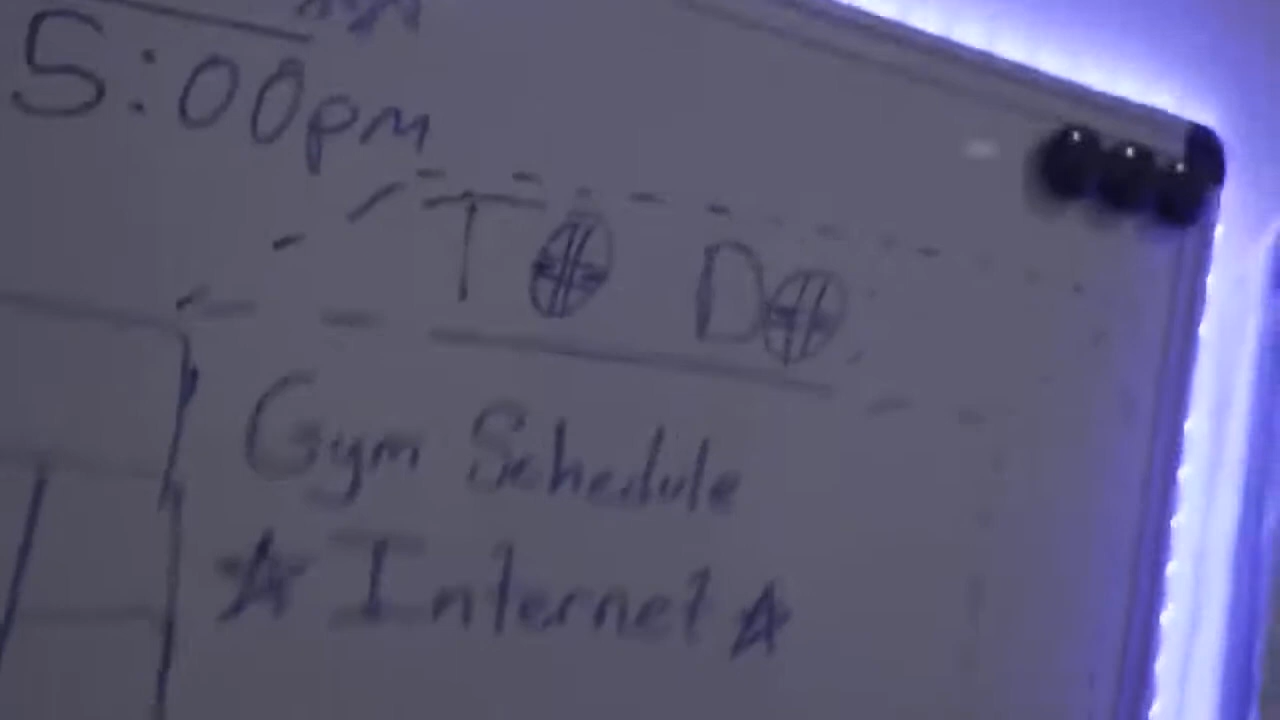 5:00pm
TO DO
Gym Schedule
☆ Internet ☆